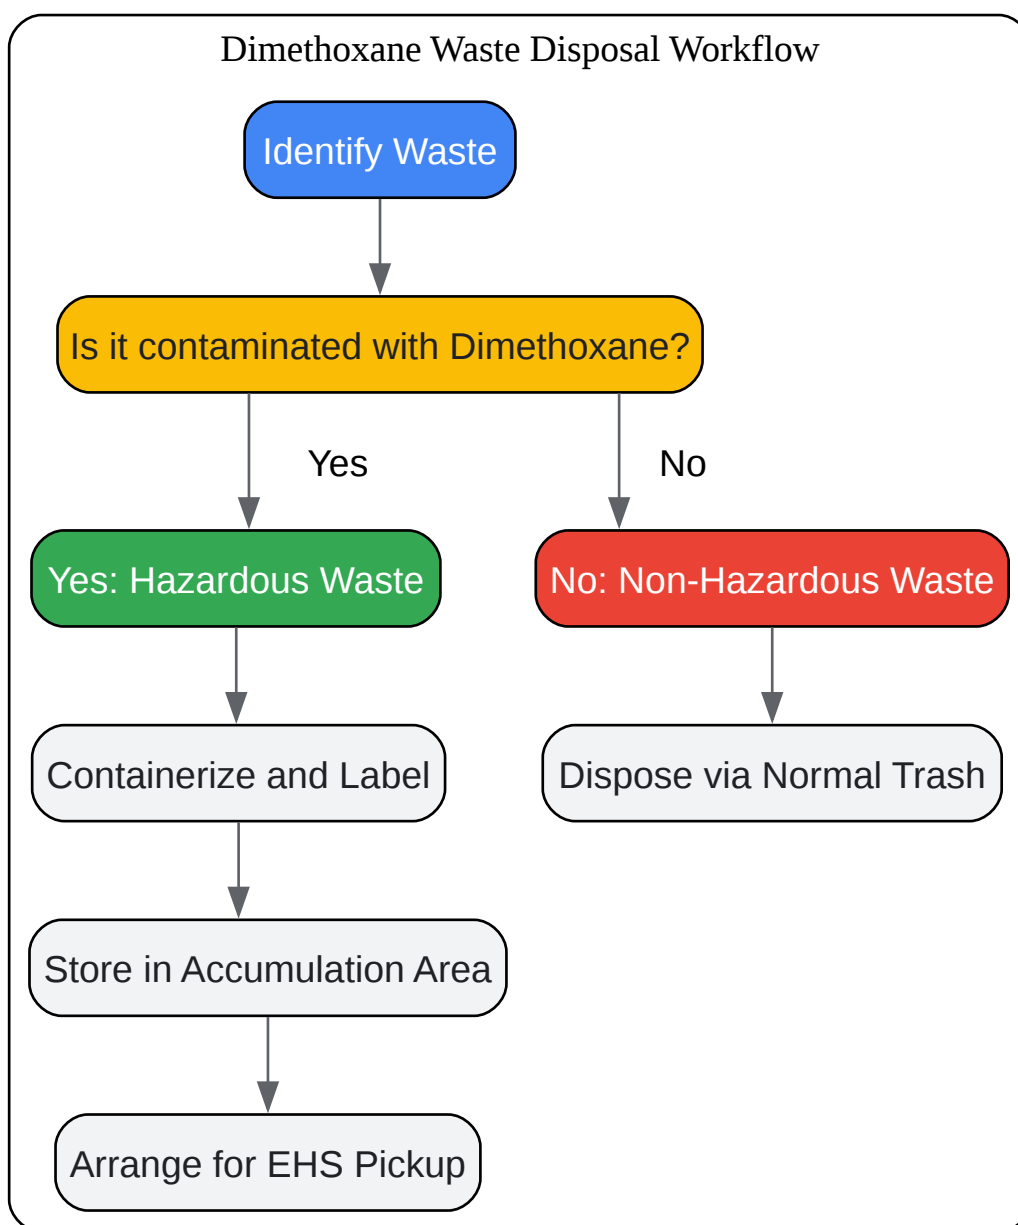 Dimethoxane Waste Disposal Workflow
Identify Waste
Is it contaminated with Dimethoxane?
Yes
No
Yes: Hazardous Waste
No: Non-Hazardous Waste
Containerize and Label
Dispose via Normal Trash
Store in Accumulation Area
Arrange for EHS Pickup